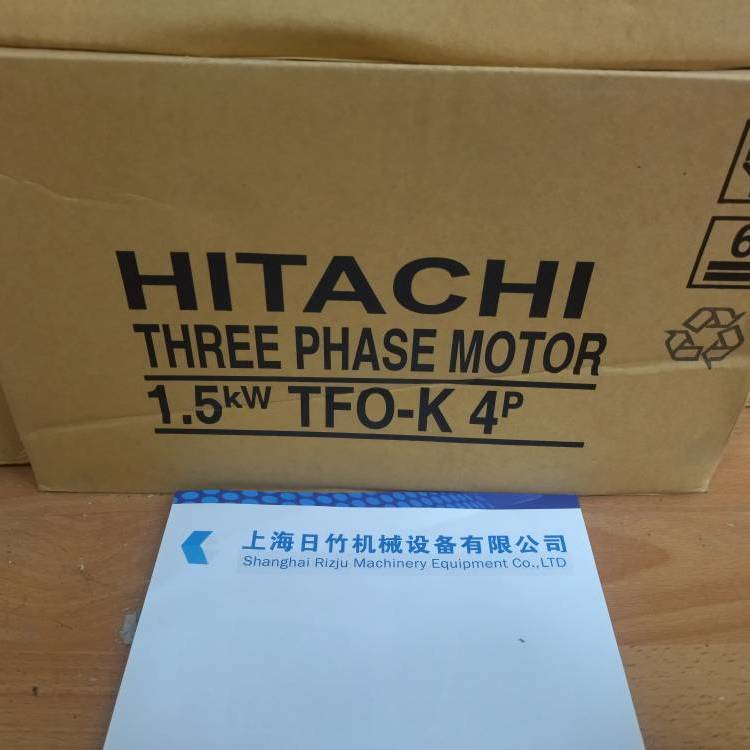 HITACHI
THREE PHASE MOTOR
1.5kW TFO-K 4P
6
上海日竹机械设备有限公司
Shanghai Rizju Machinery Equipment Co.,LTD